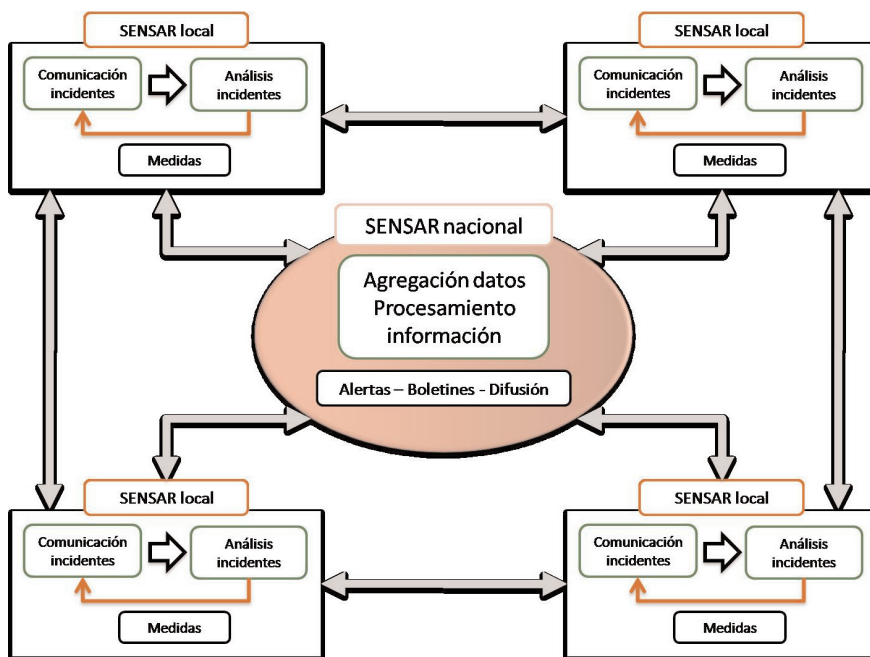 SENSAR local
Comunicación
incidentes
Análisis
incidentes
Medidas
SENSAR local
Comunicación
incidentes
Análisis
incidentes
Medidas
SENSAR nacional
Agregación datos
Procesamiento
información
Alertas – Boletines - Difusión
SENSAR local
Comunicación
incidentes
Análisis
incidentes
Medidas
SENSAR local
Comunicación
incidentes
Análisis
incidentes
Medidas